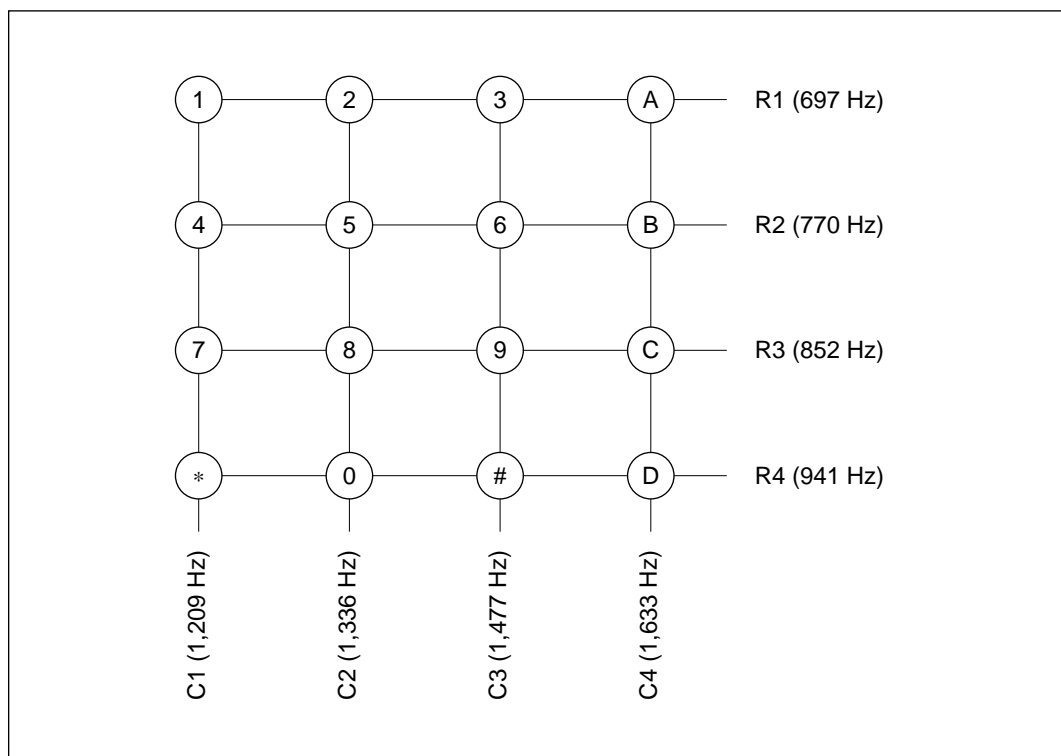 1 2 3 A R1 (697 Hz)
4 5 6 B R2 (770 Hz)
7 8 9 C R3 (852 Hz)
* 0 # D R4 (941 Hz)
C1 (1,209 Hz)
C2 (1,336 Hz)
C3 (1,477 Hz)
C4 (1,633 Hz)